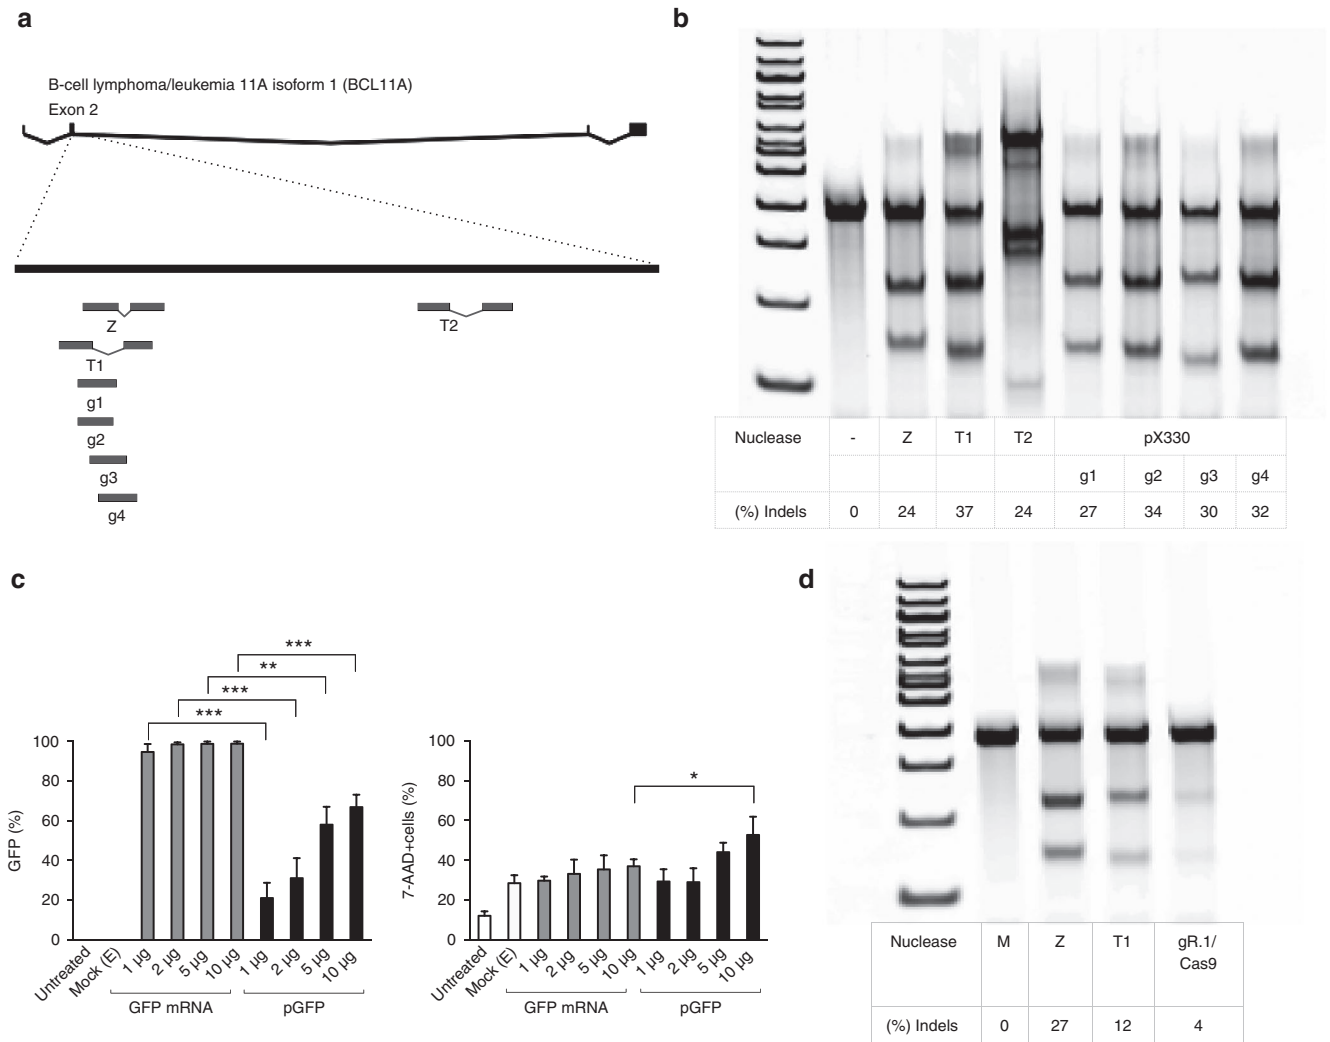 a
B-cell lymphoma/leukemia 11A isoform 1 (BCL11A)
Exon 2
Z
T2
T1
g1
g2
g3
g4
b
Nuclease - Z T1 T2 pX330
g1 g2 g3 g4
(%) Indels 0 24 37 24 27 34 30 32
c
***
**
***
***
GFP (%)
100
80
60
40
20
0
Untreated
Mock (E)
1 µg
2 µg
5 µg
10 µg
1 µg
2 µg
5 µg
10 µg
GFP mRNA
pGFP
*
7-AAD+cells (%)
100
80
60
40
20
0
Untreated
Mock (E)
1 µg
2 µg
5 µg
10 µg
1 µg
2 µg
5 µg
10 µg
GFP mRNA
pGFP
d
Nuclease M Z T1 gR.1/
Cas9
(%) Indels 0 27 12 4